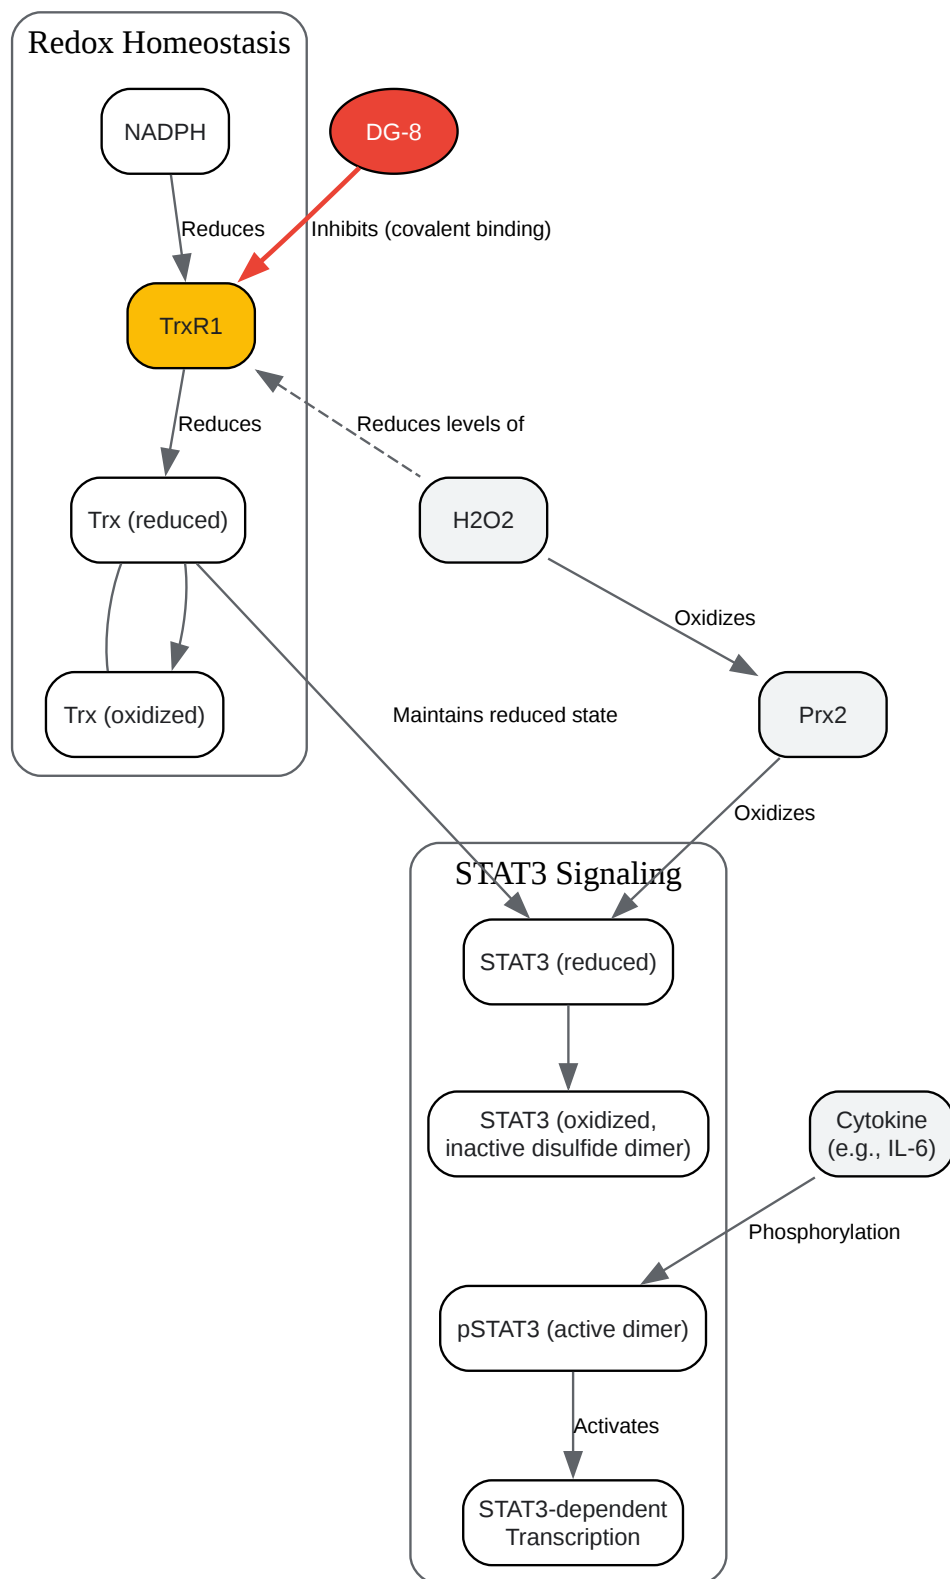 Redox Homeostasis
NADPH
DG-8
Reduces
Inhibits (covalent binding)
TrxR1
Reduces
Reduces levels of
Trx (reduced)
H2O2
Oxidizes
Trx (oxidized)
Maintains reduced state
Prx2
Oxidizes
STAT3 Signaling
STAT3 (reduced)
STAT3 (oxidized,
inactive disulfide dimer)
Cytokine
(e.g., IL-6)
Phosphorylation
pSTAT3 (active dimer)
Activates
STAT3-dependent
Transcription